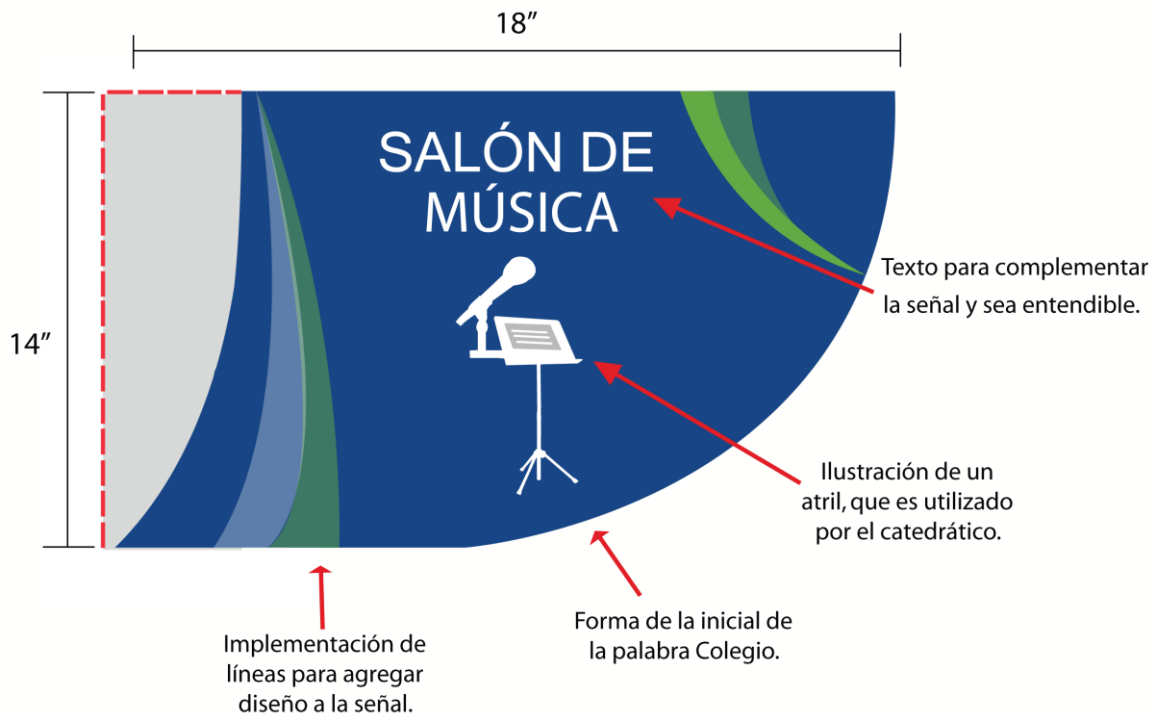 18”
14”
SALÓN DE
MÚSICA
Texto para complementar
la señal y sea entendible.
Ilustración de un
atril, que es utilizado
por el catedrático.
Forma de la inicial de
la palabra Colegio.
Implementación de
líneas para agregar
diseño a la señal.